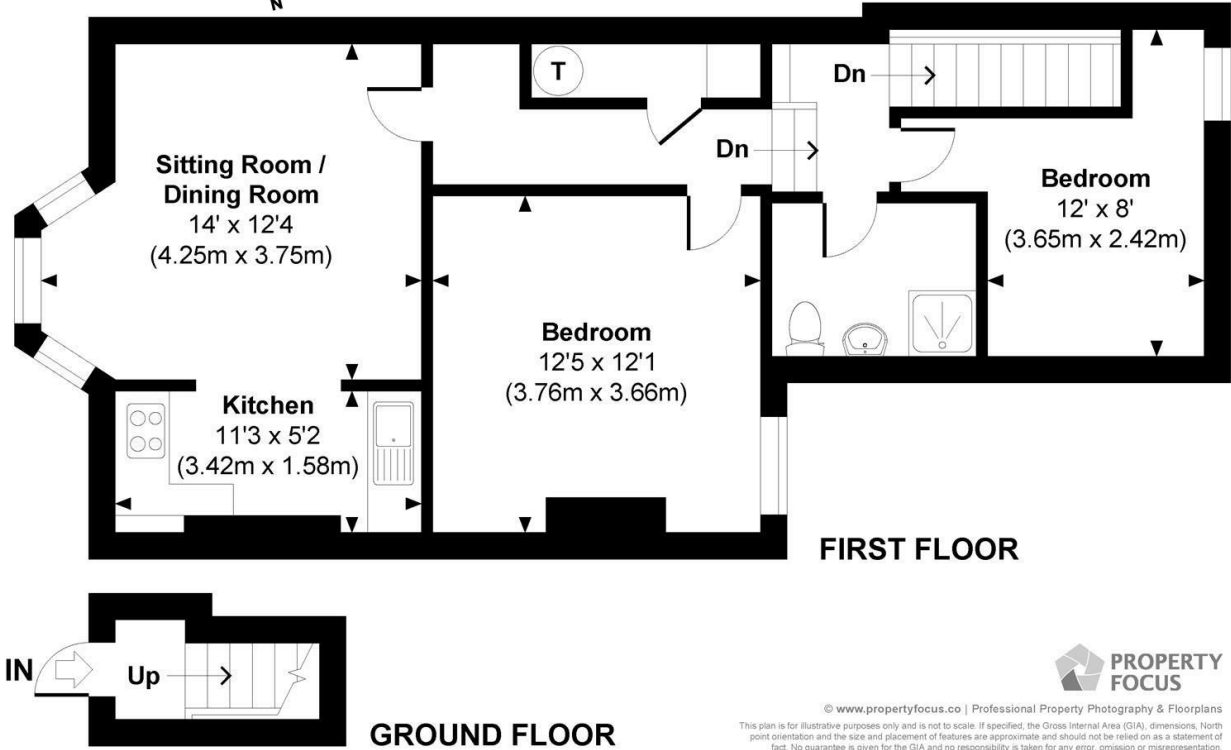 N
T
Dn
Sitting Room /
Dining Room
14' x 12'4
(4.25m x 3.75m)
Dn
Bedroom
12' x 8'
(3.65m x 2.42m)
Bedroom
12'5 x 12'1
(3.76m x 3.66m)
Kitchen
11'3 x 5'2
(3.42m x 1.58m)
FIRST FLOOR
IN
Up
GROUND FLOOR
PROPERTY
FOCUS
© www.propertyfocus.co | Professional Property Photography & Floorplans
This plan is for illustrative purposes only and is not to scale. If specified, the Gross Internal Area (GIA), dimensions, North
point orientation and the size and placement of features are approximate and should not be relied on as a statement of
fact. No guarantee is given for the GIA and no responsibility is taken for any error, omission or misrepresentation